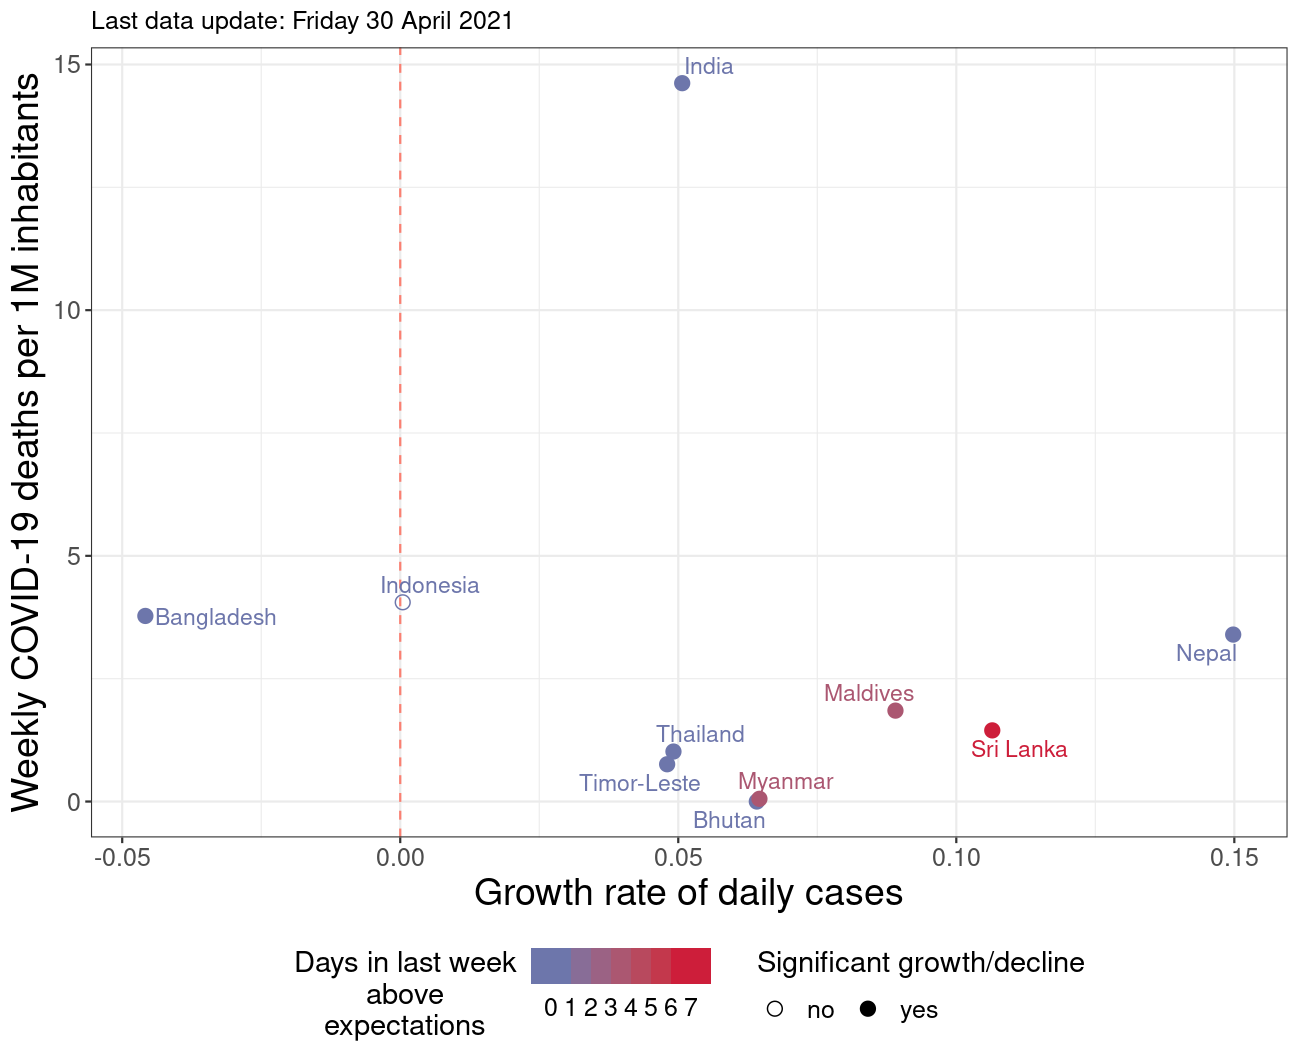 Last data update: Friday 30 April 2021
Weekly COVID-19 deaths per 1M inhabitants
15
10
5
0
India
Indonesia
Bangladesh
Nepal
Maldives
Sri Lanka
Thailand
Timor-Leste
Myanmar
Bhutan
-0.05 0.00 0.05 0.10 0.15
Growth rate of daily cases
Days in last week
above
expectations
0 1 2 3 4 5 6 7
Significant growth/decline
no yes